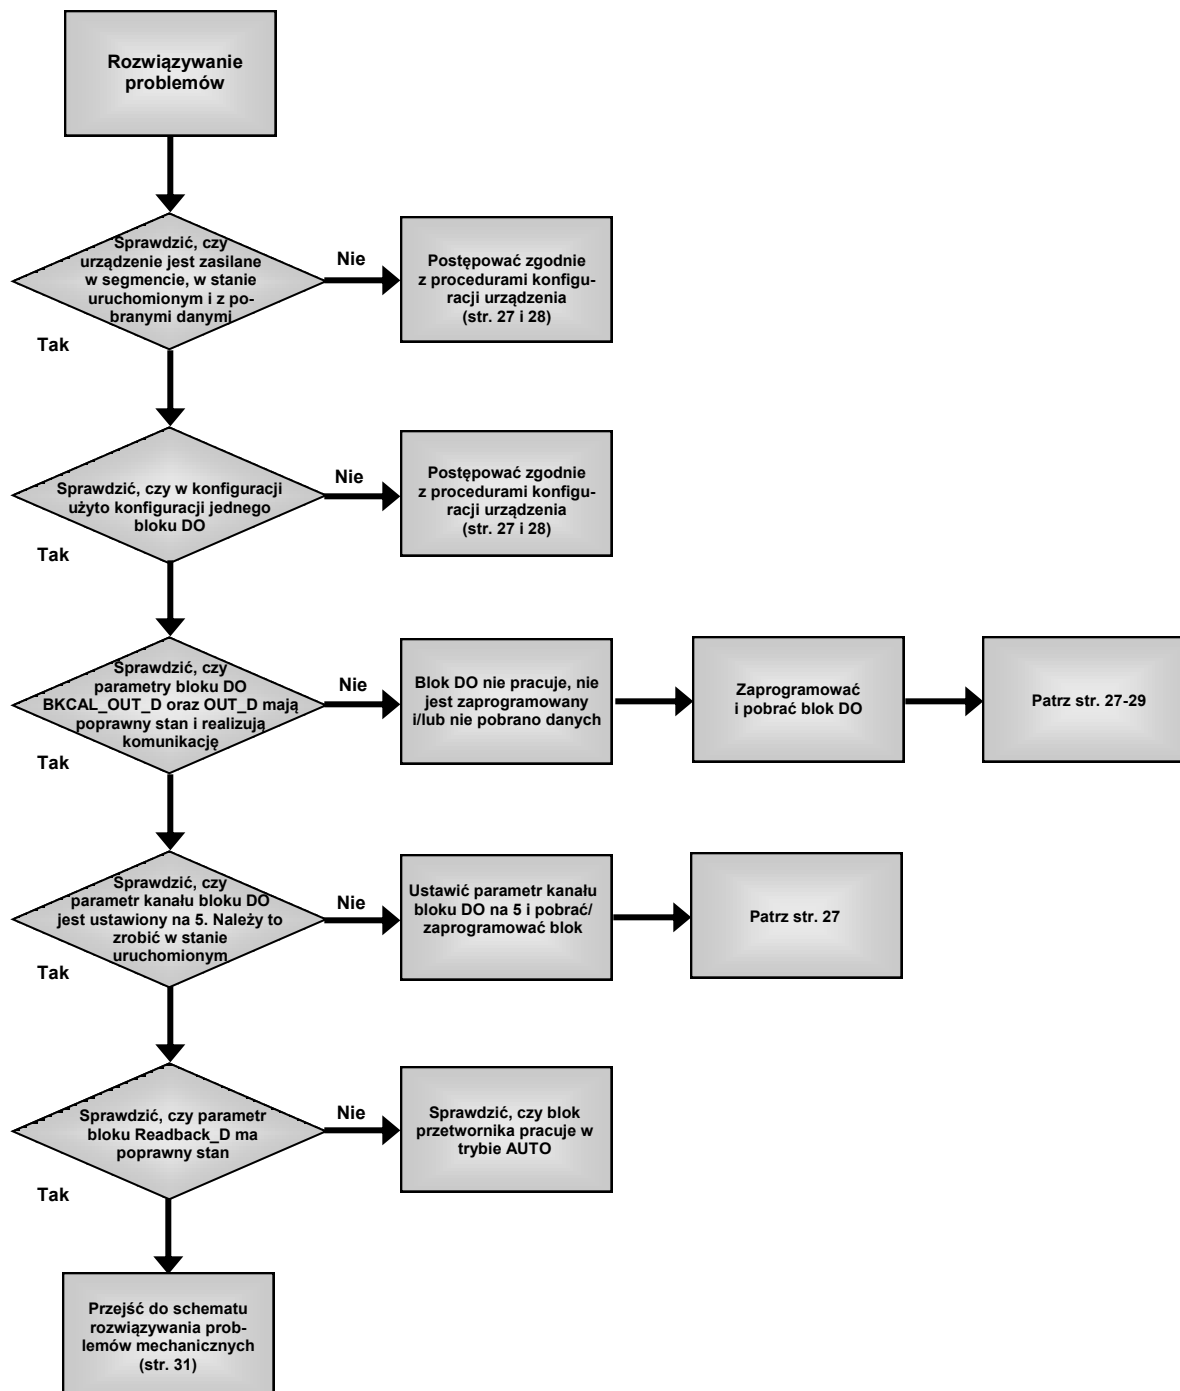 Rozwiązywanie
problemów
Sprawdzić, czy
urządzenie jest zasilane
w segmencie, w stanie
uruchomionym i z po-
branymi danymi
Nie
Postępować zgodnie
z procedurami konfigu-
racji urządzenia
(str. 27 i 28)
Tak
Sprawdzić, czy w konfiguracji
użyto konfiguracji jednego
bloku DO
Nie
Postępować zgodnie
z procedurami konfigu-
racji urządzenia
(str. 27 i 28)
Tak
Sprawdzić, czy
parametry bloku DO
BKCAL_OUT_D oraz OUT_D mają
poprawny stan i realizują
komunikację
Nie
Blok DO nie pracuje, nie
jest zaprogramowany
i/lub nie pobrano danych
Zaprogramować
i pobrać blok DO
Patrz str. 27-29
Tak
Sprawdzić, czy
parametr kanału bloku DO
jest ustawiony na 5. Należy to
zrobić w stanie
uruchomionym
Nie
Ustawić parametr kanału
bloku DO na 5 i pobrać/
zaprogramować blok
Patrz str. 27
Tak
Sprawdzić, czy parametr
bloku Readback_D ma
poprawny stan
Nie
Sprawdzić, czy blok
przetwornika pracuje w
trybie AUTO
Tak
Przejść do schematu
rozwiązywania prob-
lemów mechanicznych
(str. 31)